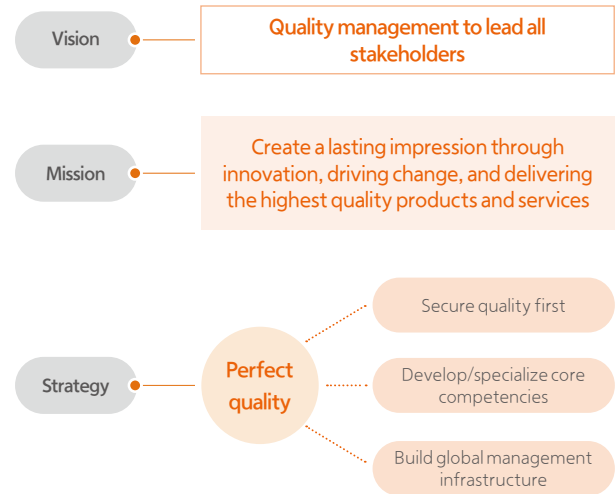 Vision
Quality management to lead all
stakeholders
Mission
Create a lasting impression through
innovation, driving change, and delivering
the highest quality products and services
Strategy
Perfect
quality
Secure quality first
Develop/specialize core
competencies
Build global management
infrastructure